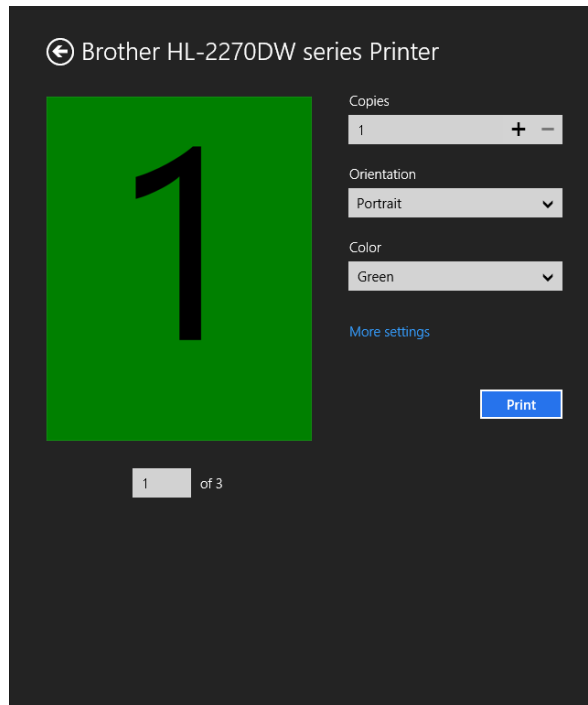 Brother HL-2270DW series Printer
1
Copies
1
Orientation
Portrait
Color
Green
More settings
Print
1 of 3